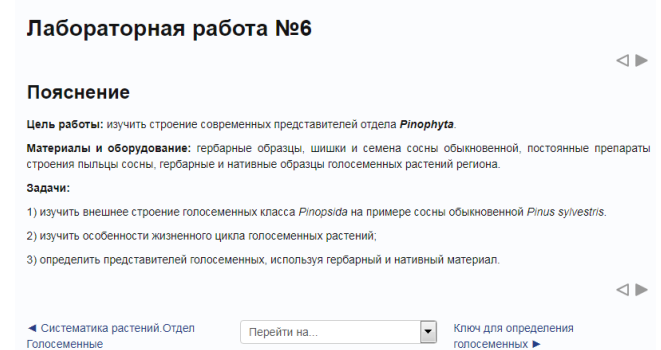 Лабораторная работа №6
Пояснение
Цель работы: изучить строение современных представителей отдела Pinophyta.
Материалы и оборудование: гербарные образцы, шишки и семена сосны обыкновенной, постоянные препараты
строения пыльцы сосны, гербарные и нативные образцы голосеменных растений региона.
Задачи:
1) изучить внешнее строение голосеменных класса Pinopsida на примере сосны обыкновенной Pinus sylvestris.
2) изучить особенности жизненного цикла голосеменных растений;
3) определить представителей голосеменных, используя гербарный и нативный материал.
◄ Систематика растений.Отдел
Голосеменные
Перейти на...
Ключ для определения
голосеменных ►